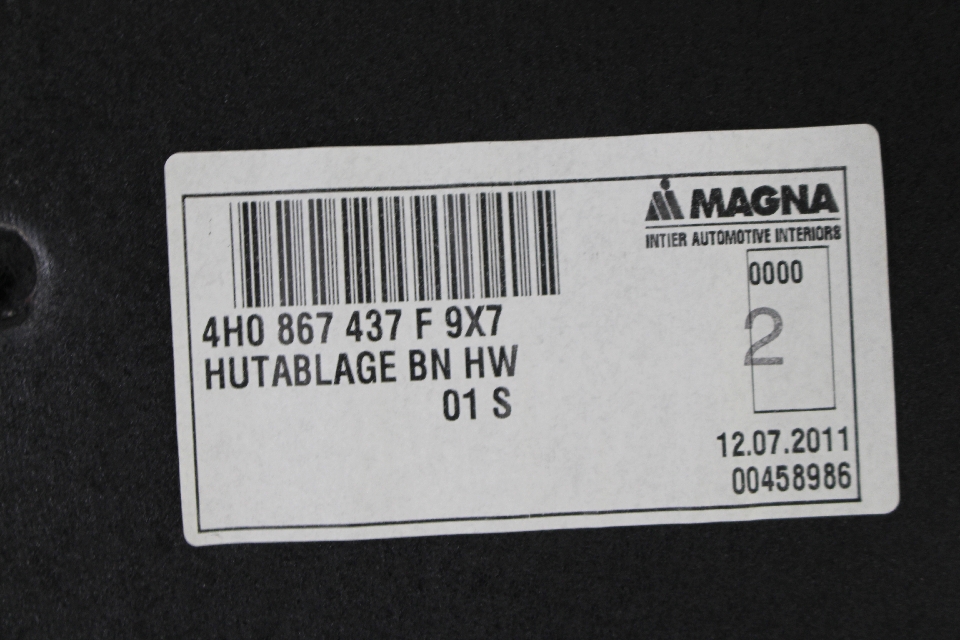 MAGNA
INTIER AUTOMOTIVE INTERIORS
0000
2
4H0 867 437 F 9X7
HUTABLAGE BN HW
01 S
12.07.2011
00458986